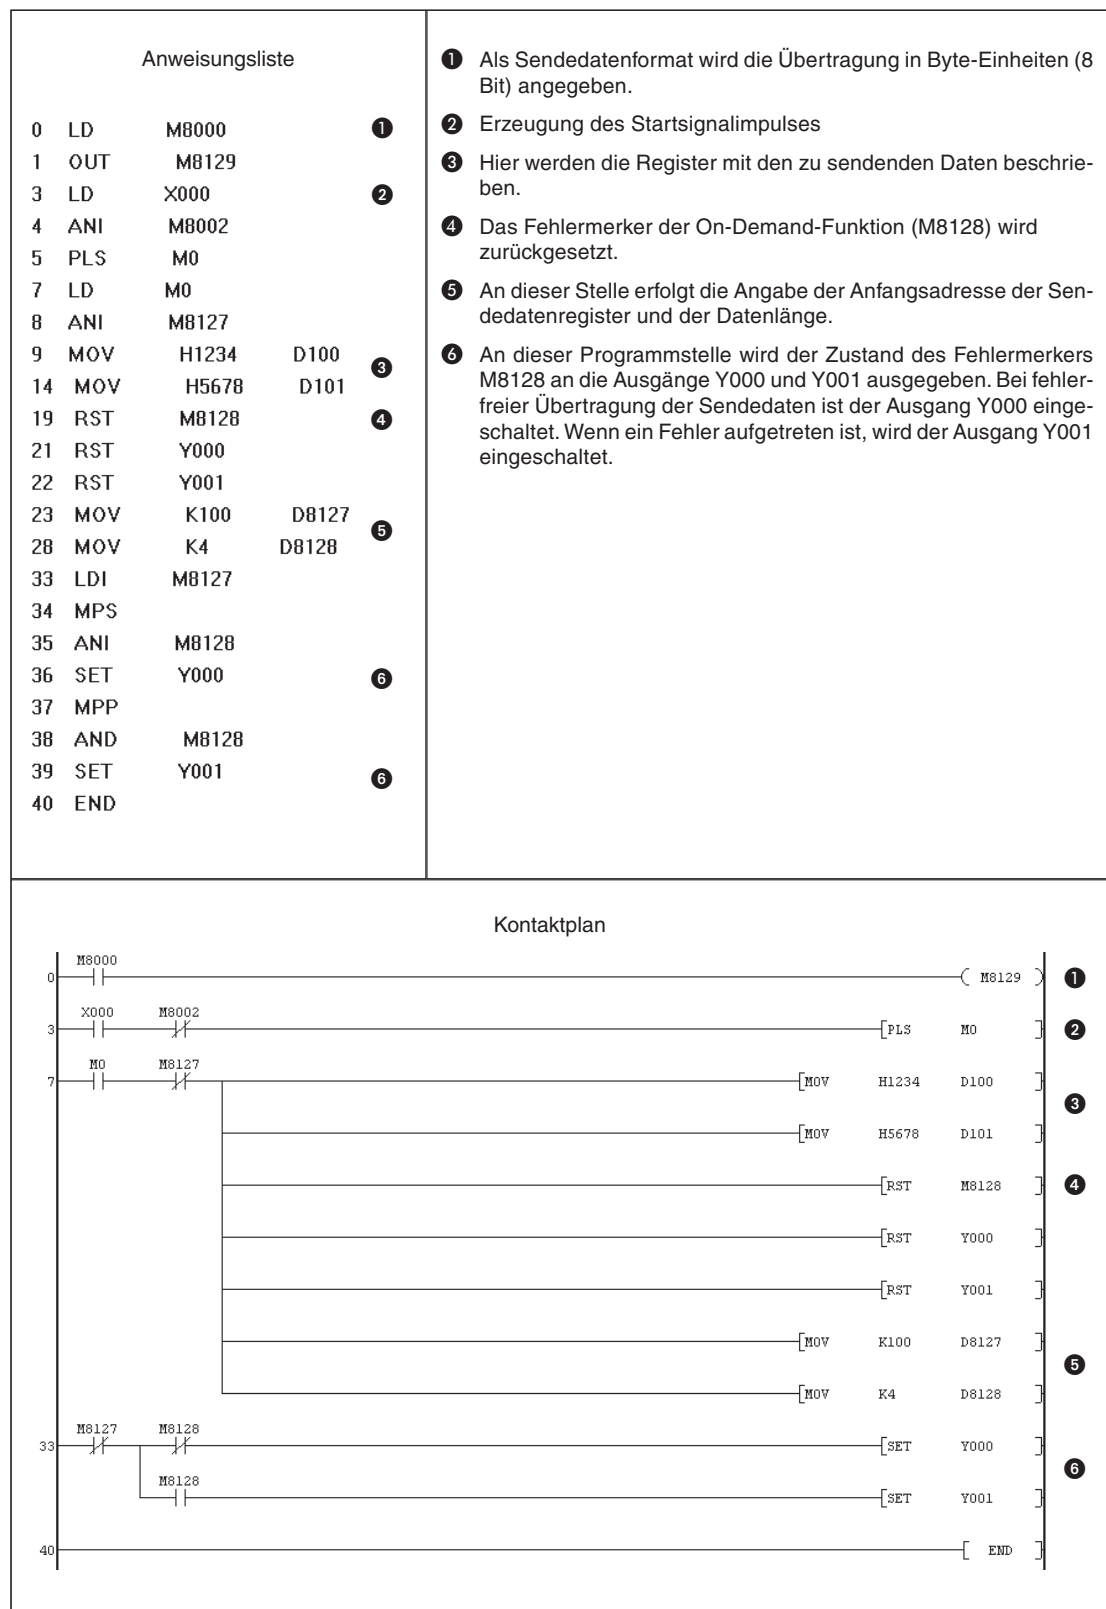 Anweisungsliste
0 LD M8000 ❶
1 OUT M8129
3 LD X000 ❷
4 ANI M8002
5 PLS M0
7 LD M0
8 ANI M8127
9 MOV H1234 D100
❸
14 MOV H5678 D101
19 RST M8128 ❹
21 RST Y000
22 RST Y001
23 MOV K100 D8127
❺
28 MOV K4 D8128
33 LDI M8127
34 MPS
35 ANI M8128
36 SET Y000 ❻
37 MPP
38 AND M8128
39 SET Y001 ❻
40 END
❶ Als Sendedatenformat wird die Übertragung in Byte-Einheiten (8
Bit) angegeben.
❷ Erzeugung des Startsignalimpulses
❸ Hier werden die Register mit den zu sendenden Daten beschrie-
ben.
❹ Das Fehlermerker der On-Demand-Funktion (M8128) wird
zurückgesetzt.
❺ An dieser Stelle erfolgt die Angabe der Anfangsadresse der Sen-
dedatenregister und der Datenlänge.
❻ An dieser Programmstelle wird der Zustand des Fehlermerkers
M8128 an die Ausgänge Y000 und Y001 ausgegeben. Bei fehler-
freier Übertragung der Sendedaten ist der Ausgang Y000 einge-
schaltet. Wenn ein Fehler aufgetreten ist, wird der Ausgang Y001
eingeschaltet.
Kontaktplan
M8000
0 M8129 ❶
X000 M8002
3 PLS M0 ❷
M0 M8127
7 MOV H1234 D100
❸
MOV H5678 D101
RST M8128 ❹
RST Y000
RST Y001
MOV K100 D8127
❺
MOV K4 D8128
M8127 M8128
33 SET Y000
❻
M8128
SET Y001
40 END